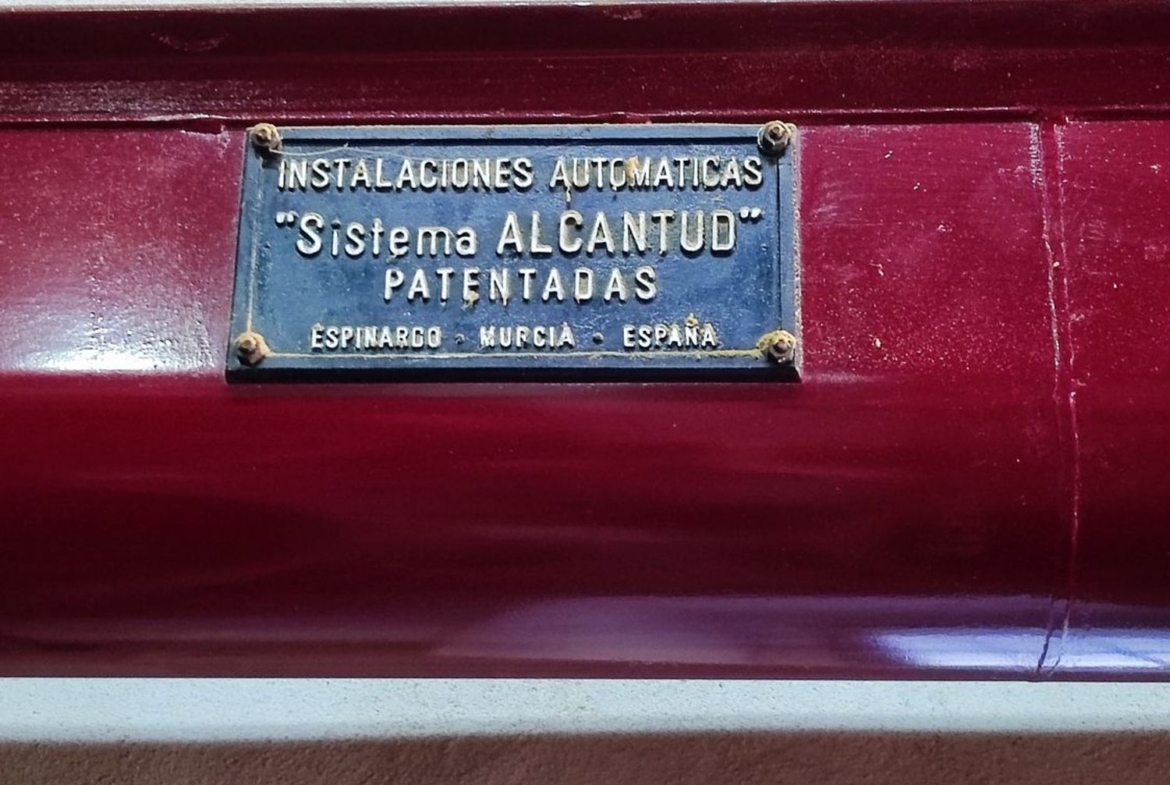 INSTALACIONES AUTOMATICAS
"Sistema ALCANTUD"
PATENTADAS
ESPINARDO · MURCIA · ESPAÑA